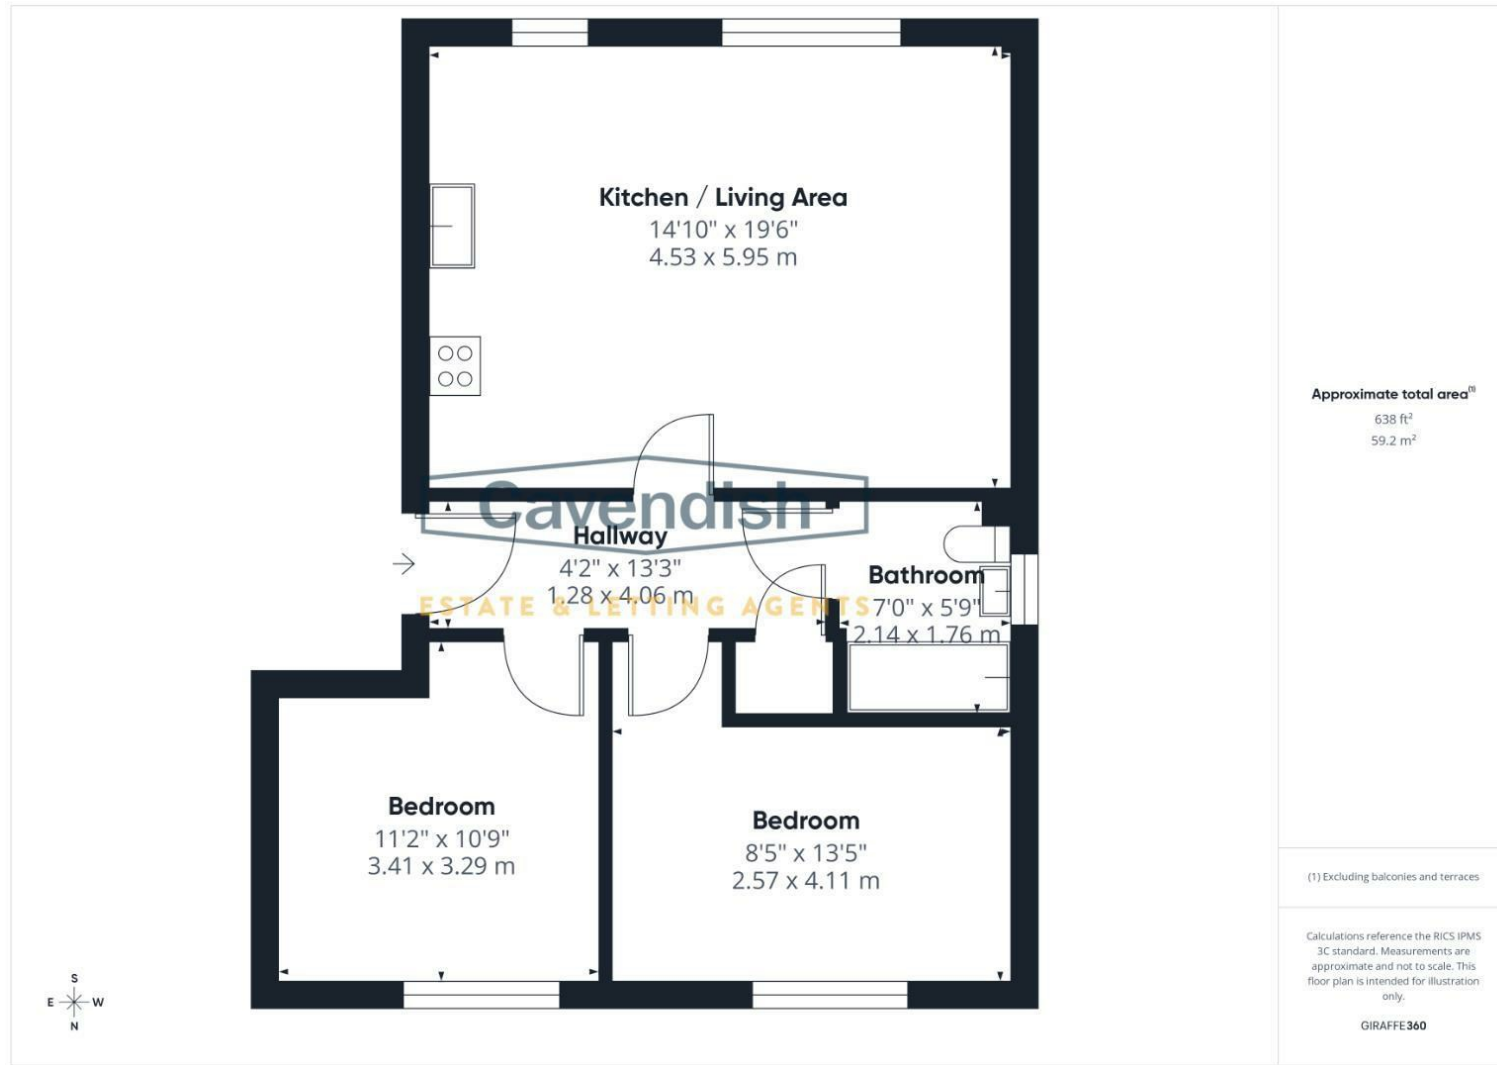 Kitchen / Living Area
14'10" x 19'6"
4.53 x 5.95 m
Cavendish
Hallway
4'2" x 13'3"
1.28 x 4.06 m
ESTATE & LETTING AGENTS
Bathroom
7'0" x 5'9"
2.14 x 1.76 m
Bedroom
11'2" x 10'9"
3.41 x 3.29 m
Bedroom
8'5" x 13'5"
2.57 x 4.11 m
S
E W
N
Approximate total area(1)
638 ft²
59.2 m²
(1) Excluding balconies and terraces
Calculations reference the RICS IPMS
3C standard. Measurements are
approximate and not to scale. This
floor plan is intended for illustration
only.
GIRAFFE360